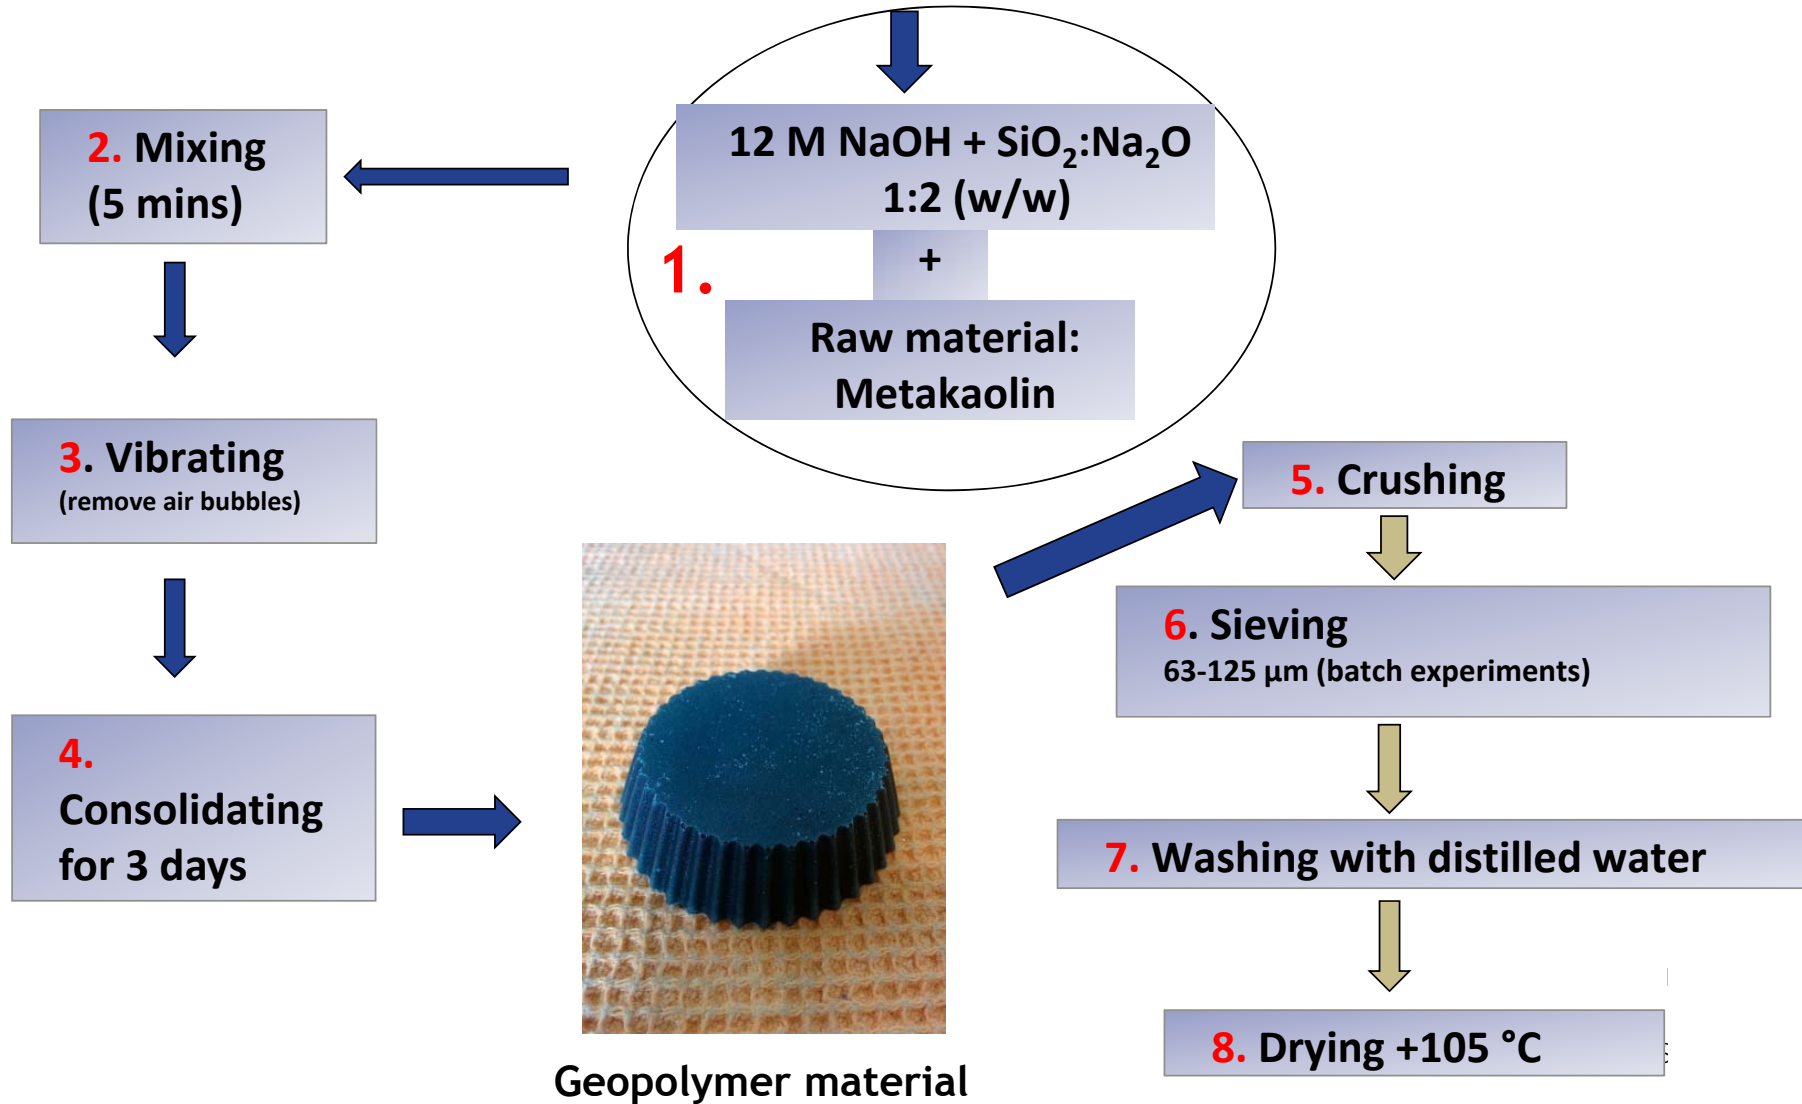 12 M NaOH + SiO₂:Na₂O
1:2 (w/w)
+
1.
Raw material:
Metakaolin
2. Mixing
(5 mins)
3. Vibrating
(remove air bubbles)
4.
Consolidating
for 3 days
Geopolymer material
5. Crushing
6. Sieving
63-125 µm (batch experiments)
7. Washing with distilled water
8. Drying +105 °C